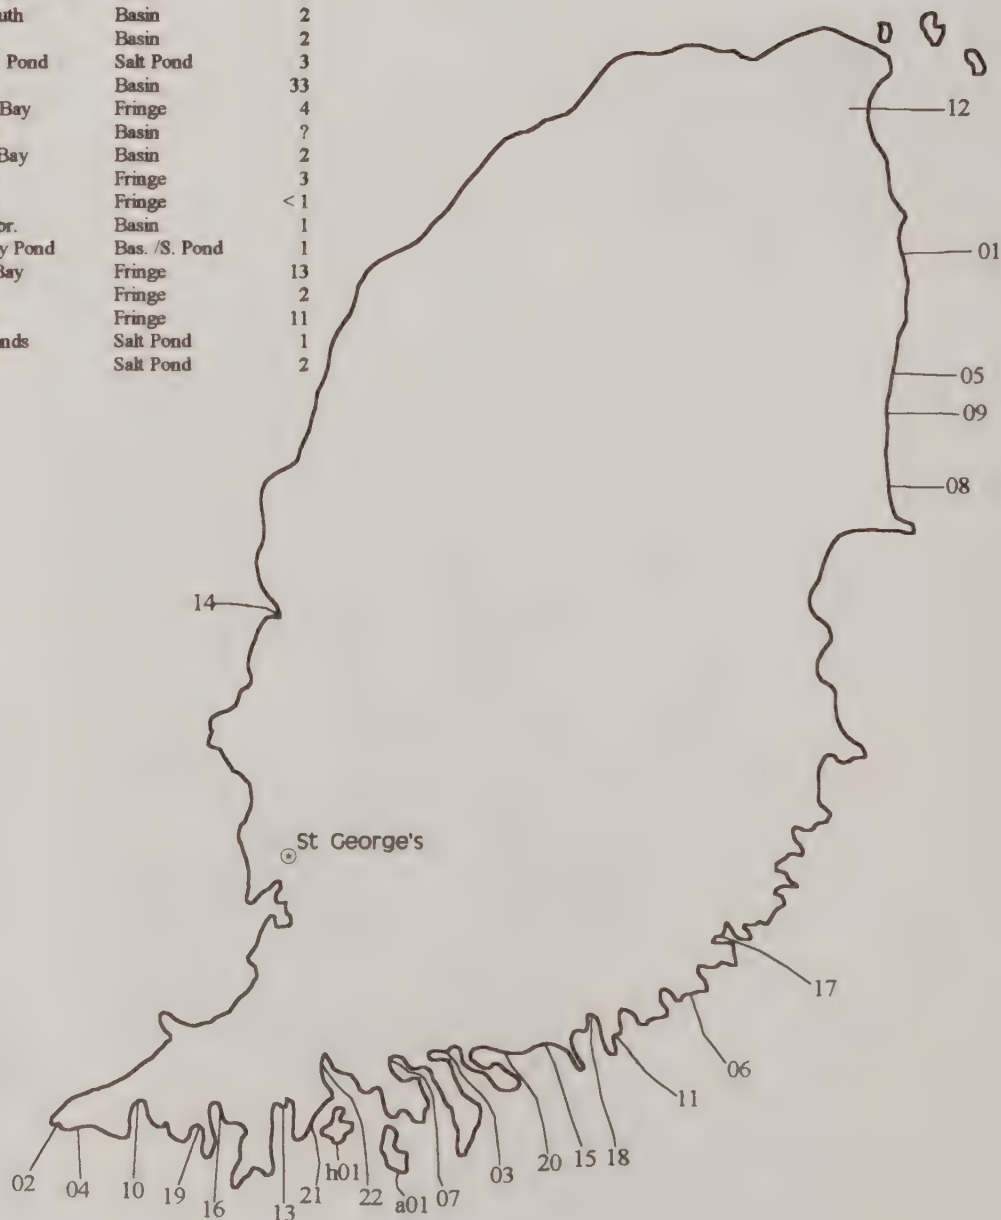 uth Basin 2
Basin 2
Pond Salt Pond 3
Basin 33
Bay Fringe 4
Basin ?
Bay Basin 2
Fringe 3
Fringe < 1
or. Basin 1
y Pond Bas. /S. Pond 1
Bay Fringe 13
Fringe 2
Fringe 11
nds Salt Pond 1
Salt Pond 2
12
01
05
09
08
14
St George's
17
06
11
18
15
20
03
07
a01
22
h01
21
13
16
19
10
04
02